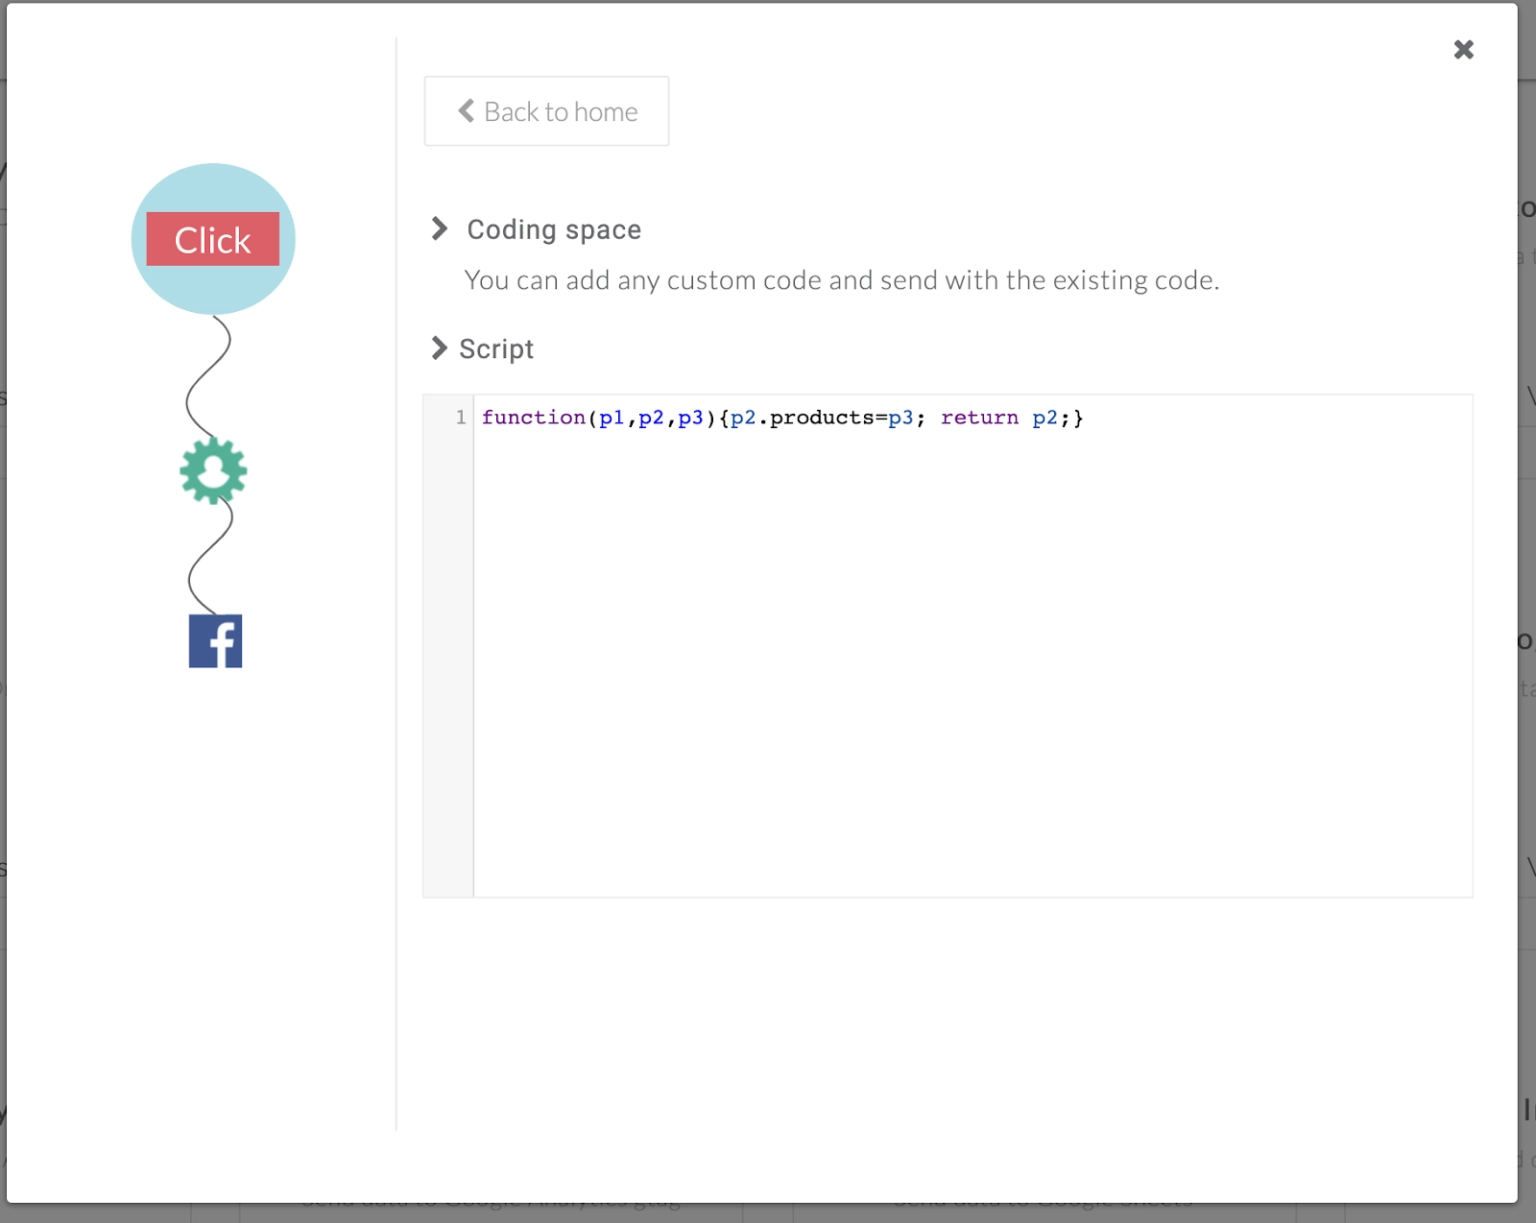 Back to home
Click
Coding space
You can add any custom code and send with the existing code.
Script
1 function(p1,p2,p3){p2.products=p3; return p2;}